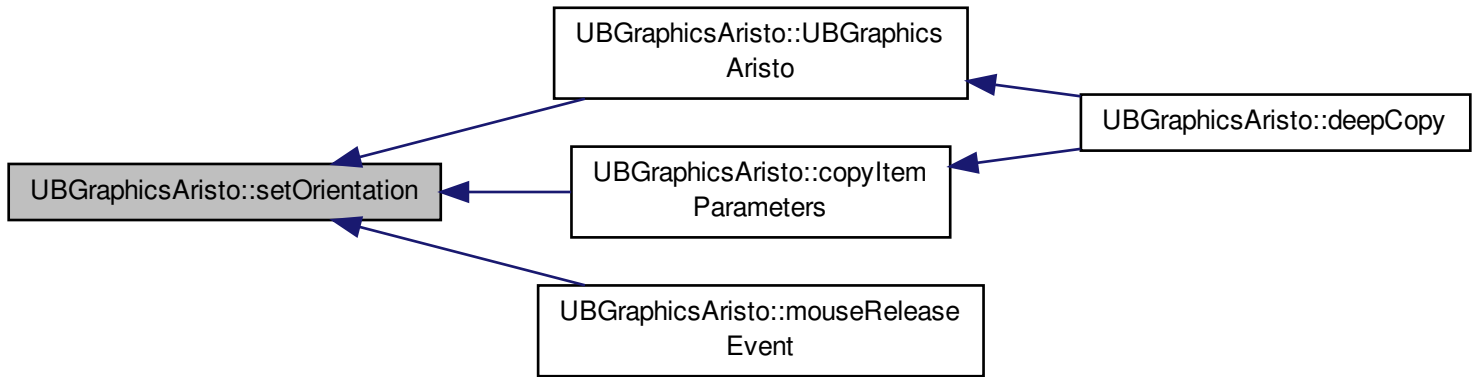 UBGraphicsAristo::setOrientation
UBGraphicsAristo::UBGraphics
Aristo
UBGraphicsAristo::copyItem
Parameters
UBGraphicsAristo::mouseRelease
Event
UBGraphicsAristo::deepCopy